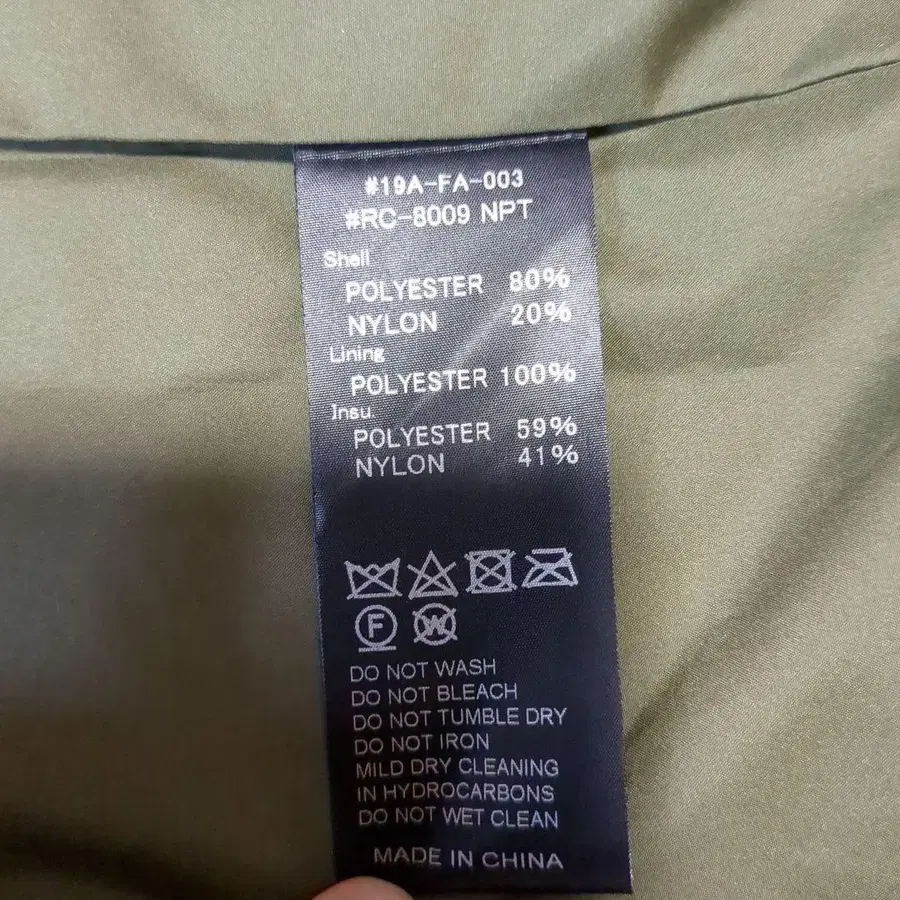 #19A-FA-003
#RC-8009 NPT
Shell
POLYESTER 80%
NYLON 20%
Lining
POLYESTER 100%
Insu.
POLYESTER 59%
NYLON 41%
F W
DO NOT WASH
DO NOT BLEACH
DO NOT TUMBLE DRY
DO NOT IRON
MILD DRY CLEANING
IN HYDROCARBONS
DO NOT WET CLEAN
MADE IN CHINA